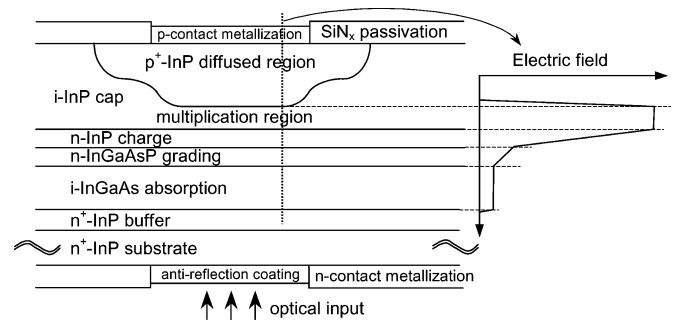 p-contact metallization
SiNx passivation
Electric field
p+-InP diffused region
i-InP cap
multiplication region
n-InP charge
n-InGaAsP grading
i-InGaAs absorption
n+-InP buffer
n+-InP substrate
anti-reflection coating
n-contact metallization
optical input